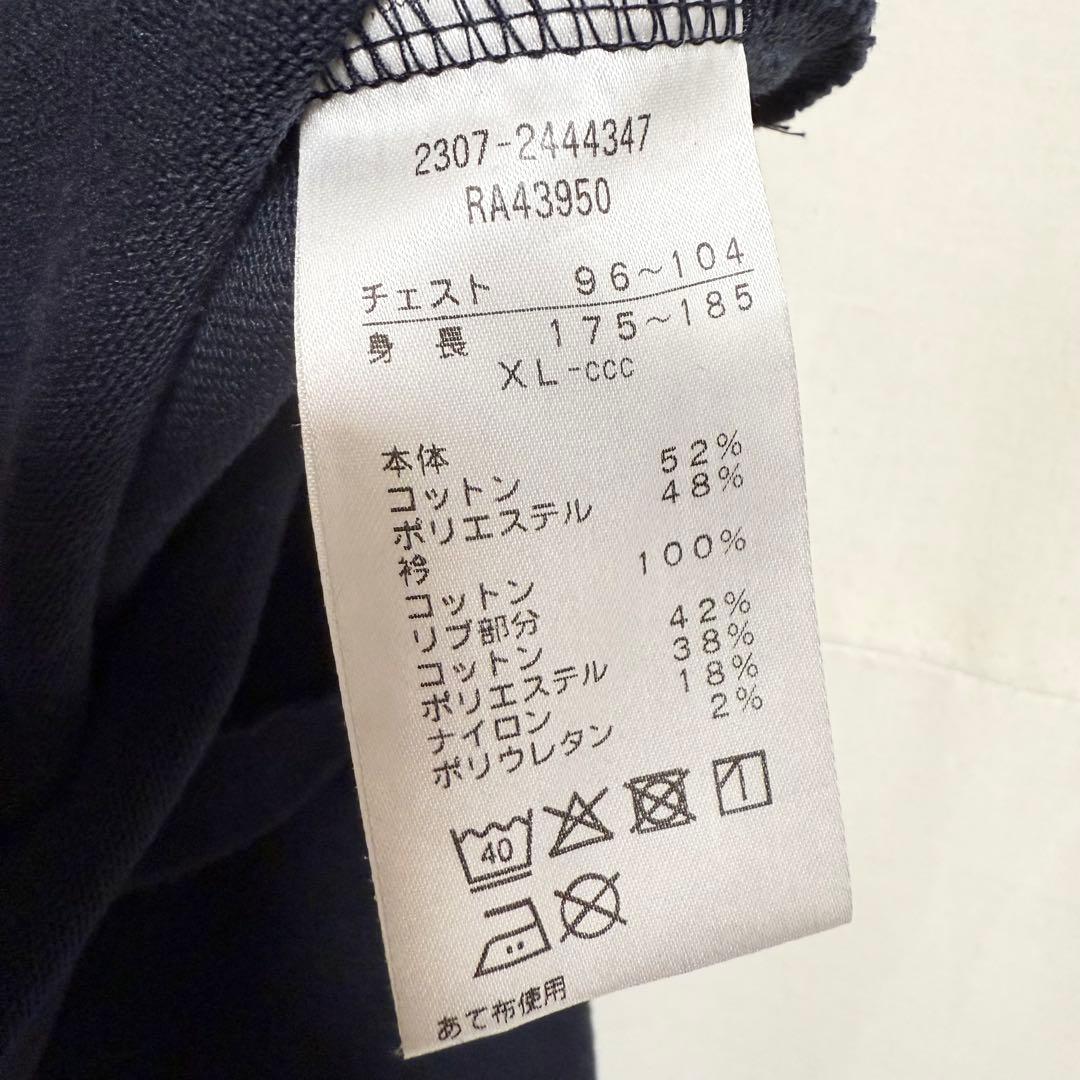 2307-2444347
RA43950
チェスト 96~104
身長 175~185
XL-ccc
本体
コットン 52%
ポリエステル 48%
衿
コットン 100%
リブ部分
コットン 42%
ポリエステル 38%
ナイロン 18%
ポリウレタン 2%
40
あて布使用